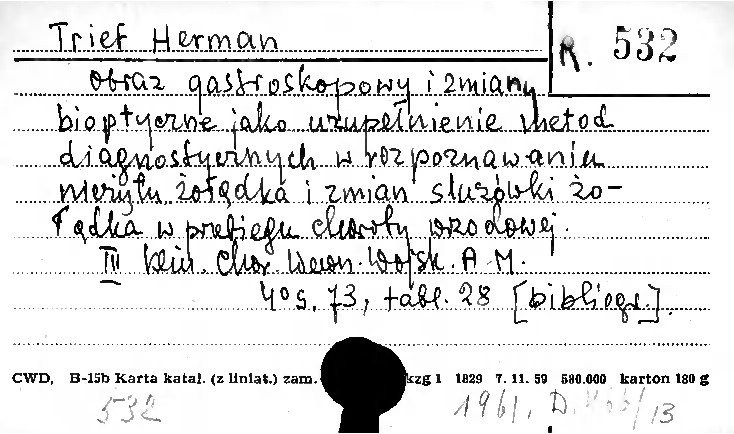 Trief Herman
R. 532
obraz gastroskopowy i zmiany
bioptyczne jako uzupełnienie metod
diagnostycznych w rozpoznawaniu
nieżytu żołądka i zmian śluzówki żo-
łądka w przebiegu choroby wrzodowej.
III Klin. Chor. Wewn. Wojsk. A. M.
4° s. 73, tabl. 28 [bibliogr.]
CWD, B-15b Karta katal. (z liniat.) zam. kzg 1 1829 7. 11. 59 580.000 karton 180 g
532 1961. D. /13